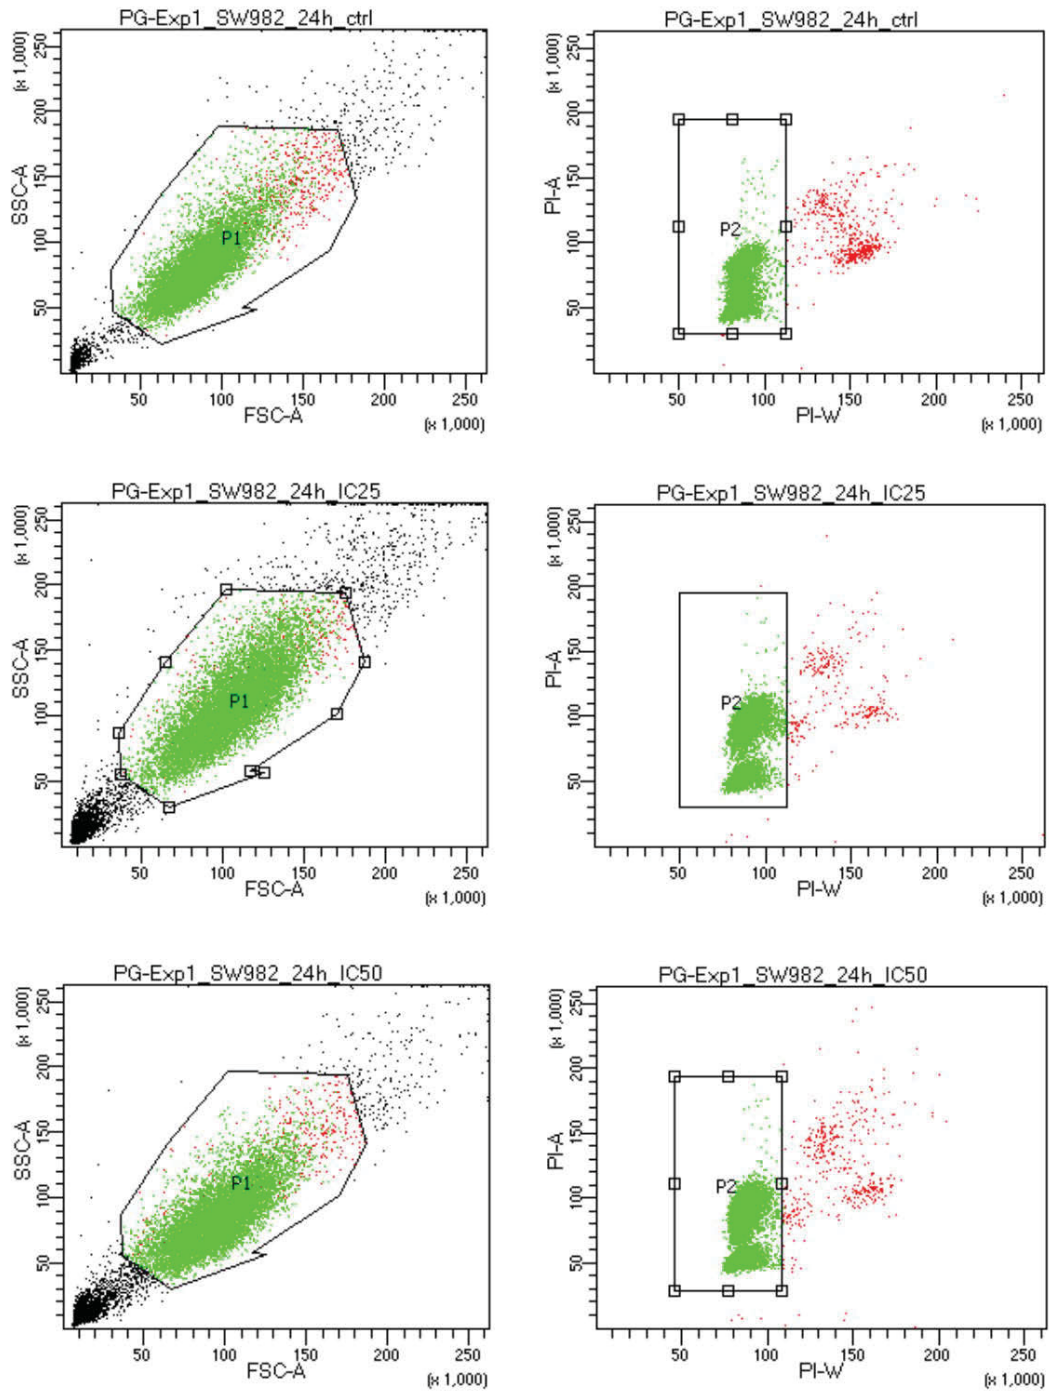 PG-Exp1_SW982_24h_ctrl
(x 1,000)
SSC-A
250
200
150
100
50
P1
50 100 150 200 250
FSC-A
(x 1,000)
PG-Exp1_SW982_24h_ctrl
(x 1,000)
PI-A
250
200
150
100
50
P2
50 100 150 200 250
PI-W
(x 1,000)
PG-Exp1_SW982_24h_IC25
(x 1,000)
SSC-A
250
200
150
100
50
P1
50 100 150 200 250
FSC-A
(x 1,000)
PG-Exp1_SW982_24h_IC25
(x 1,000)
PI-A
250
200
150
100
50
P2
50 100 150 200 250
PI-W
(x 1,000)
PG-Exp1_SW982_24h_IC50
(x 1,000)
SSC-A
250
200
150
100
50
P1
50 100 150 200 250
FSC-A
(x 1,000)
PG-Exp1_SW982_24h_IC50
(x 1,000)
PI-A
250
200
150
100
50
P2
50 100 150 200 250
PI-W
(x 1,000)